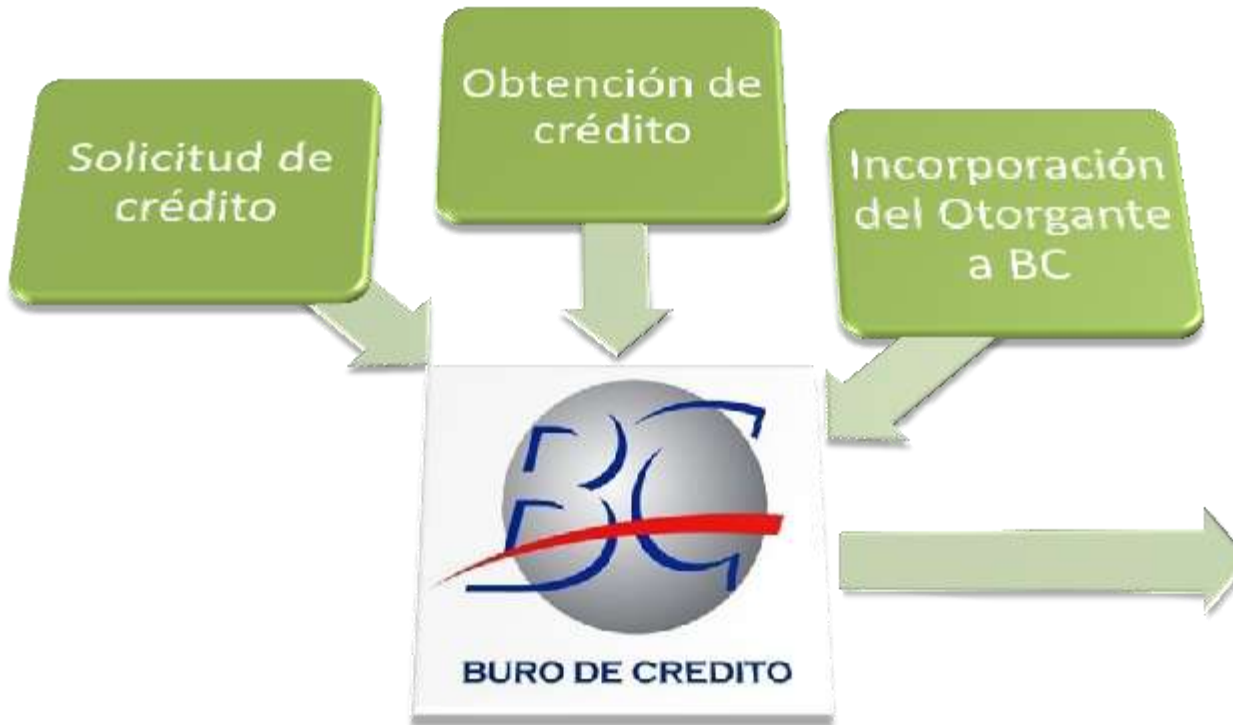 Solicitud de
crédito
Obtención de
crédito
Incorporación
del Otorgante
a BC
BC
BURO DE CREDITO